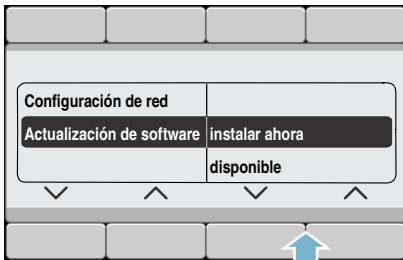 Configuración de red
Actualización de software instalar ahora
disponible